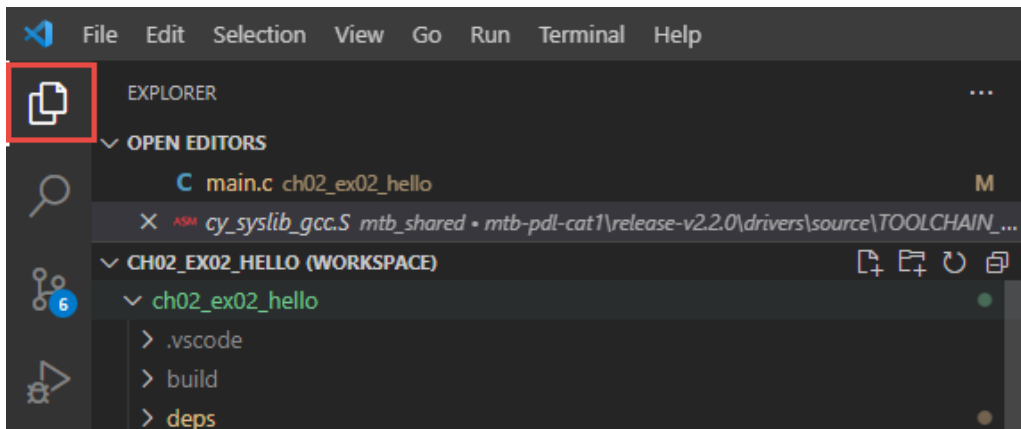 File Edit Selection View Go Run Terminal Help
EXPLORER ...
OPEN EDITORS
C main.c ch02_ex02_hello M
ASM cy_syslib_gcc.S mtb_shared • mtb-pdl-cat1\release-v2.2.0\drivers\source\TOOLCHAIN_...
CH02_EX02_HELLO (WORKSPACE)
6
ch02_ex02_hello
.vscode
build
deps